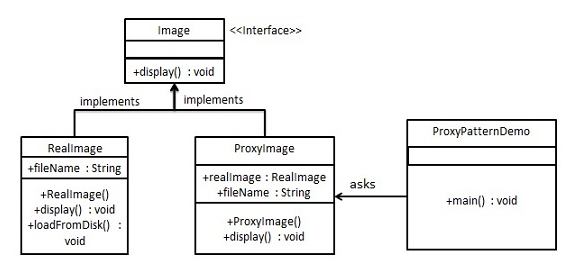 Image
<<Interface>>
+display() : void
implements
implements
RealImage
+fileName : String
+RealImage()
+display() : void
+loadFromDisk() :
void
ProxyImage
+realImage : RealImage
+fileName : String
+ProxyImage()
+display() : void
asks
ProxyPatternDemo
+main() : void